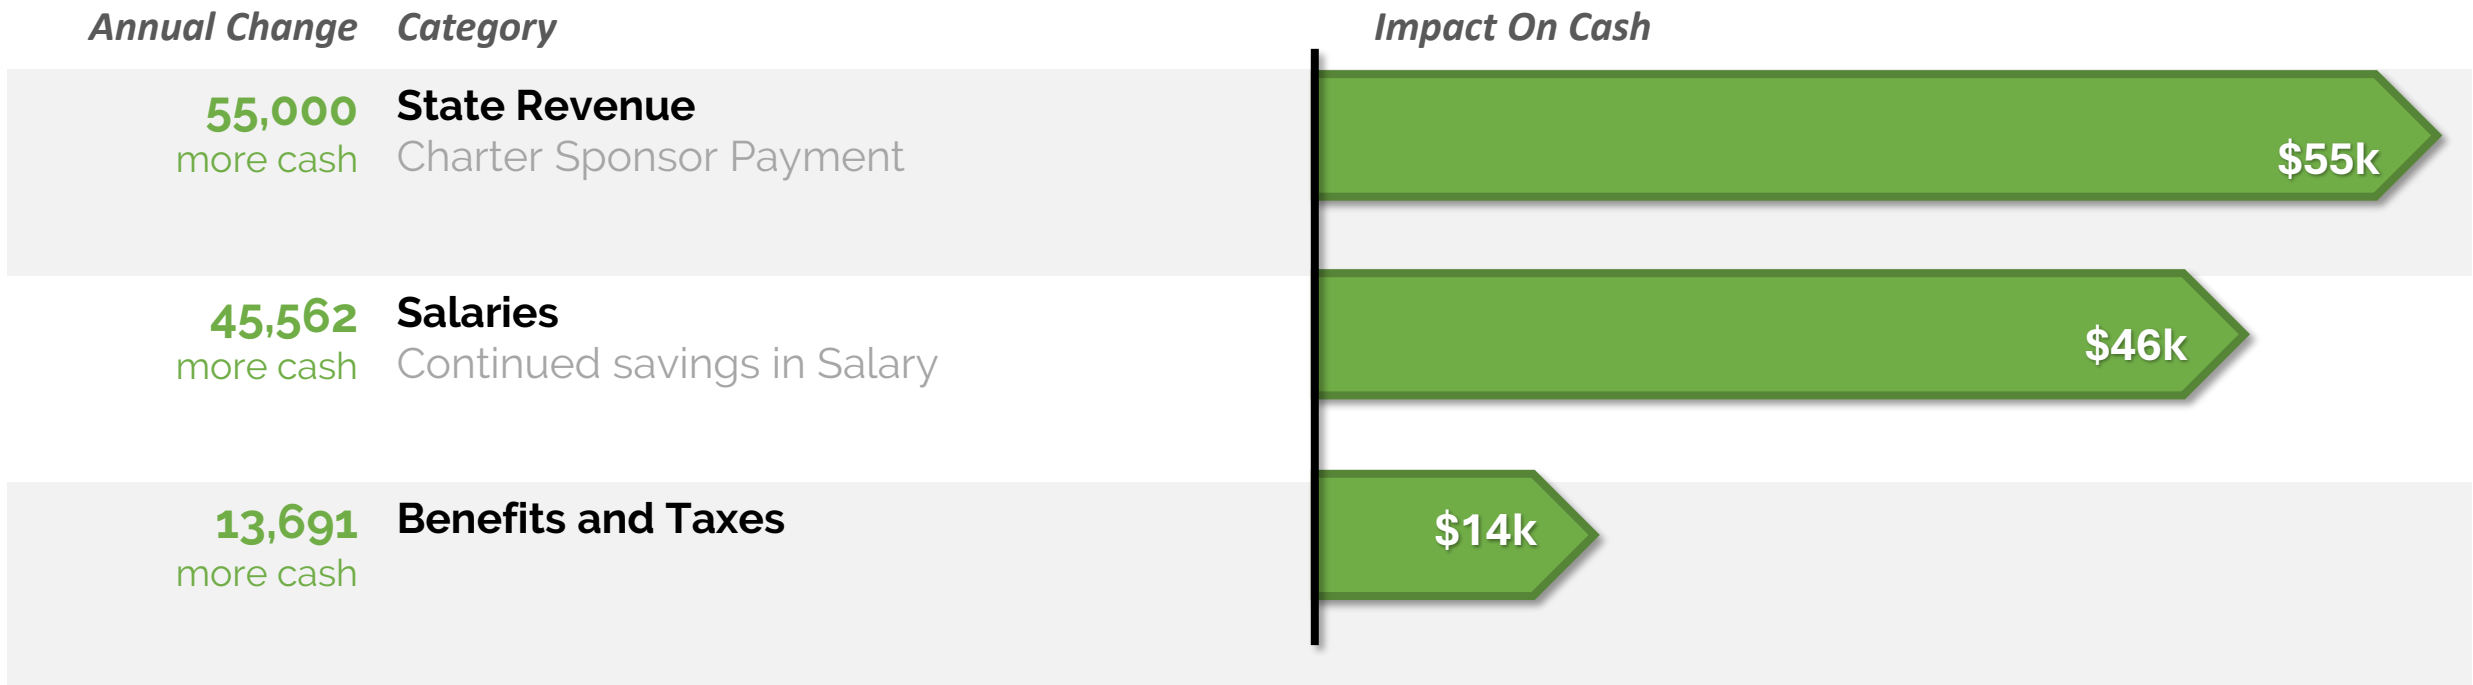 Annual Change Category Impact On Cash
55,000 State Revenue
more cash Charter Sponsor Payment
$55k
45,562 Salaries
more cash Continued savings in Salary
$46k
13,691 Benefits and Taxes
more cash
$14k